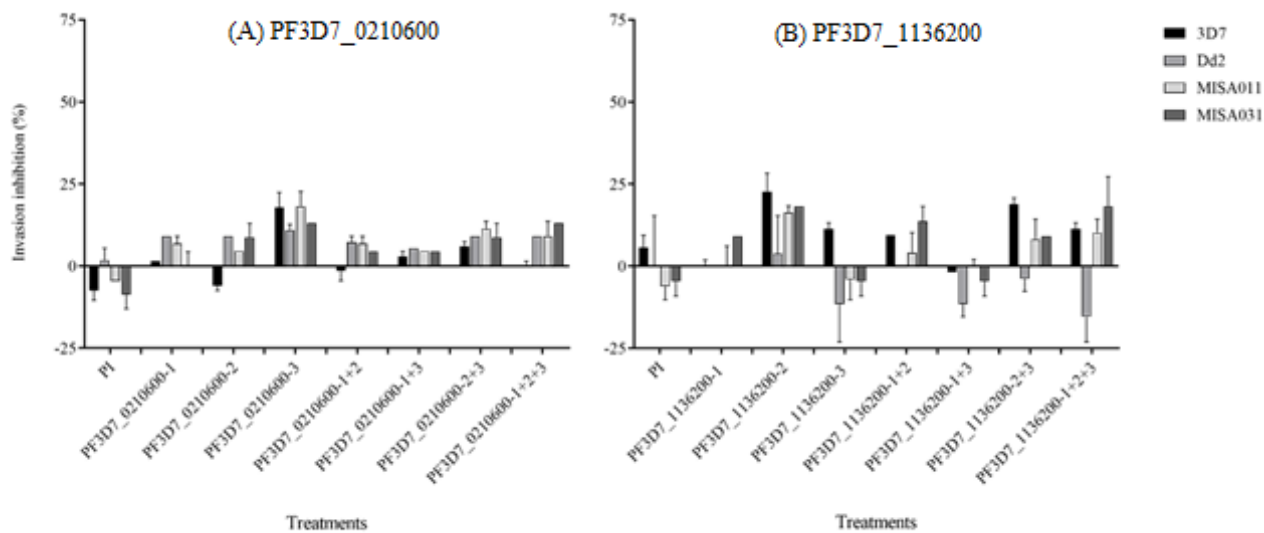 (A) PF3D7_0210600
(B) PF3D7_1136200
3D7
Dd2
MISA011
MISA031
Invasion inhibition (%)
75
50
25
0
-25
PI
PF3D7_0210600-1
PF3D7_0210600-2
PF3D7_0210600-3
PF3D7_0210600-1+2
PF3D7_0210600-1+3
PF3D7_0210600-2+3
PF3D7_0210600-1+2+3
Treatments
75
50
25
0
-25
PI
PF3D7_1136200-1
PF3D7_1136200-2
PF3D7_1136200-3
PF3D7_1136200-1+2
PF3D7_1136200-1+3
PF3D7_1136200-2+3
PF3D7_1136200-1+2+3
Treatments